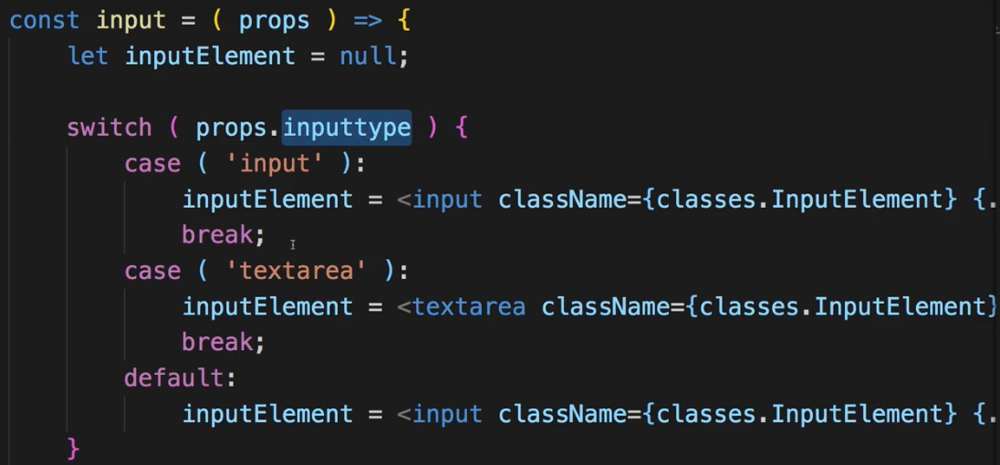 const input = ( props ) => {
let inputElement = null;
switch ( props.inputtype ) {
case ( 'input' ):
inputElement = <input className={classes.InputElement} {.
break;
case ( 'textarea' ):
inputElement = <textarea className={classes.InputElement}
break;
default:
inputElement = <input className={classes.InputElement} {.
}